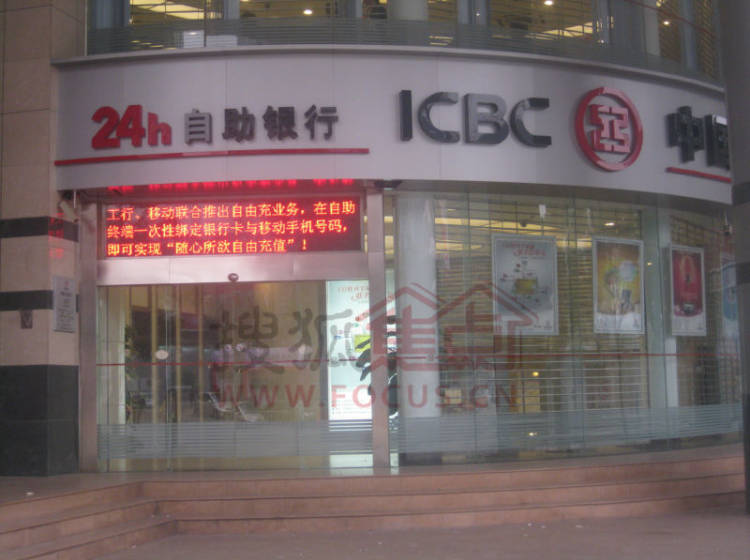 24h 自助银行 ICBC 中国
工行、移动联合推出自由充业务，在自助
终端一次性绑定银行卡与移动手机号码，
即可实现“随心所欲自由充值”！
搜狐焦点
WWW.FOCUS.CN